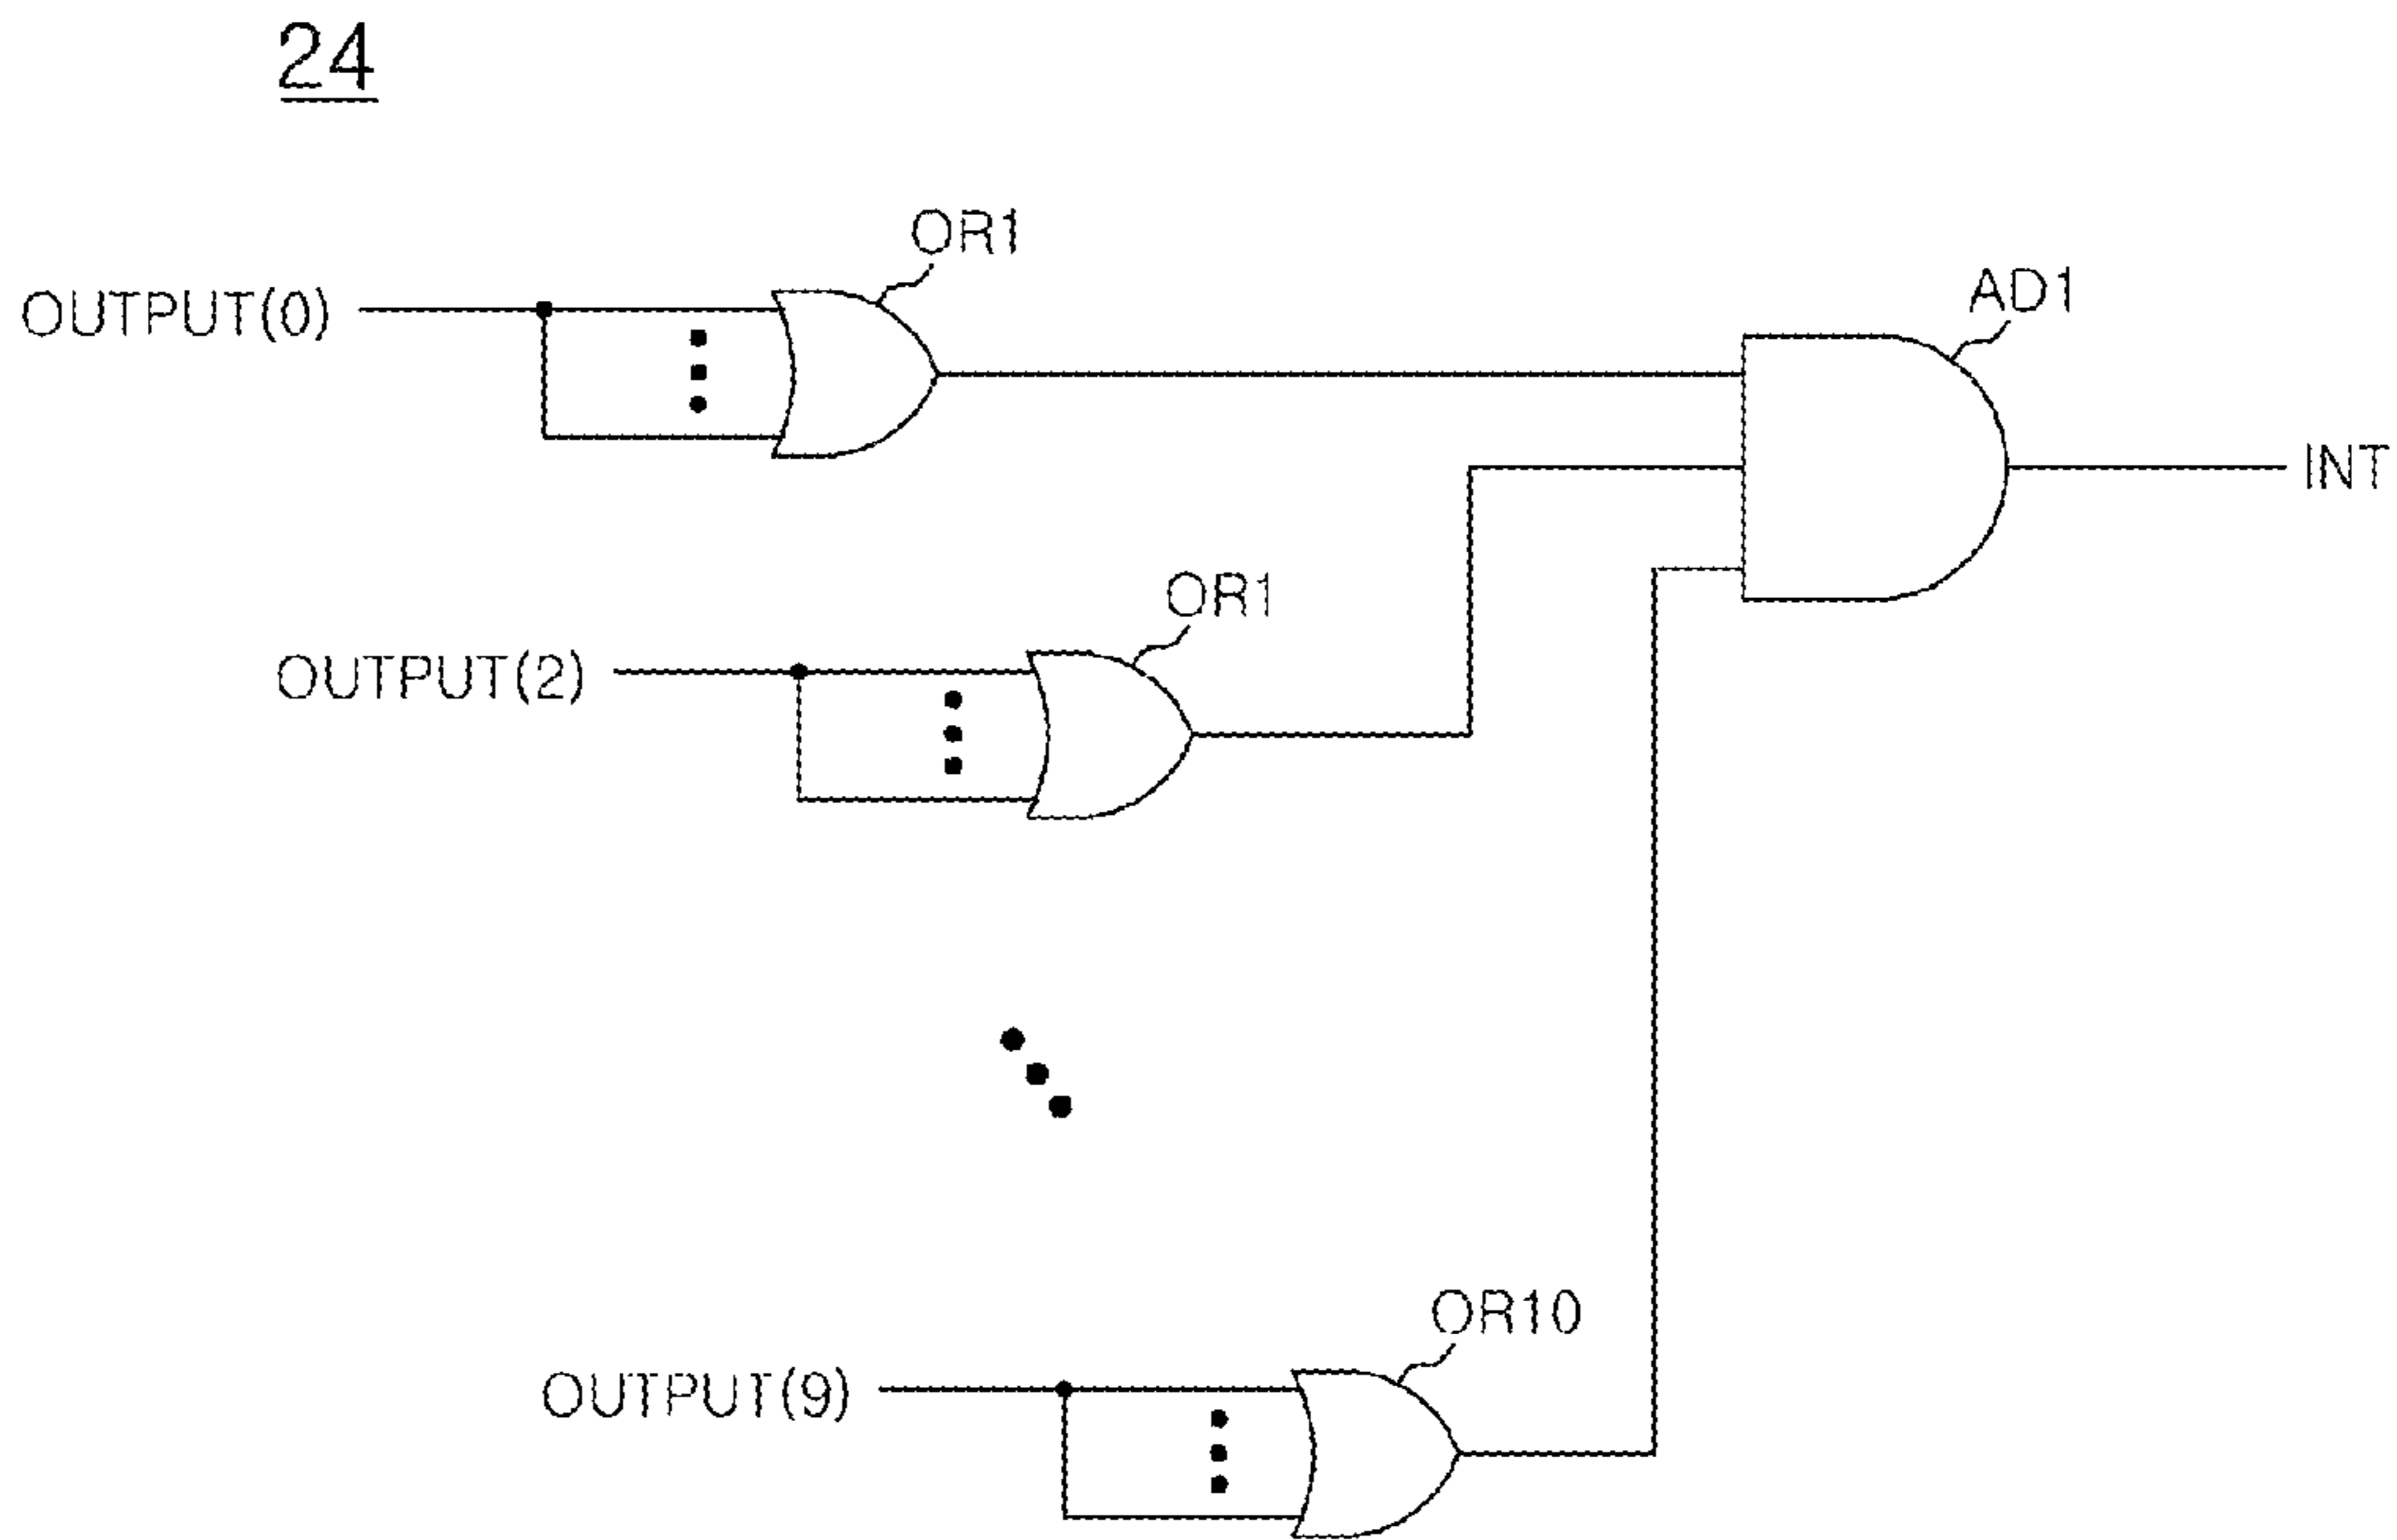 24
OR1
OUTPUT(0)
AD1
INT
OR1
OUTPUT(2)
OR10
OUTPUT(9)